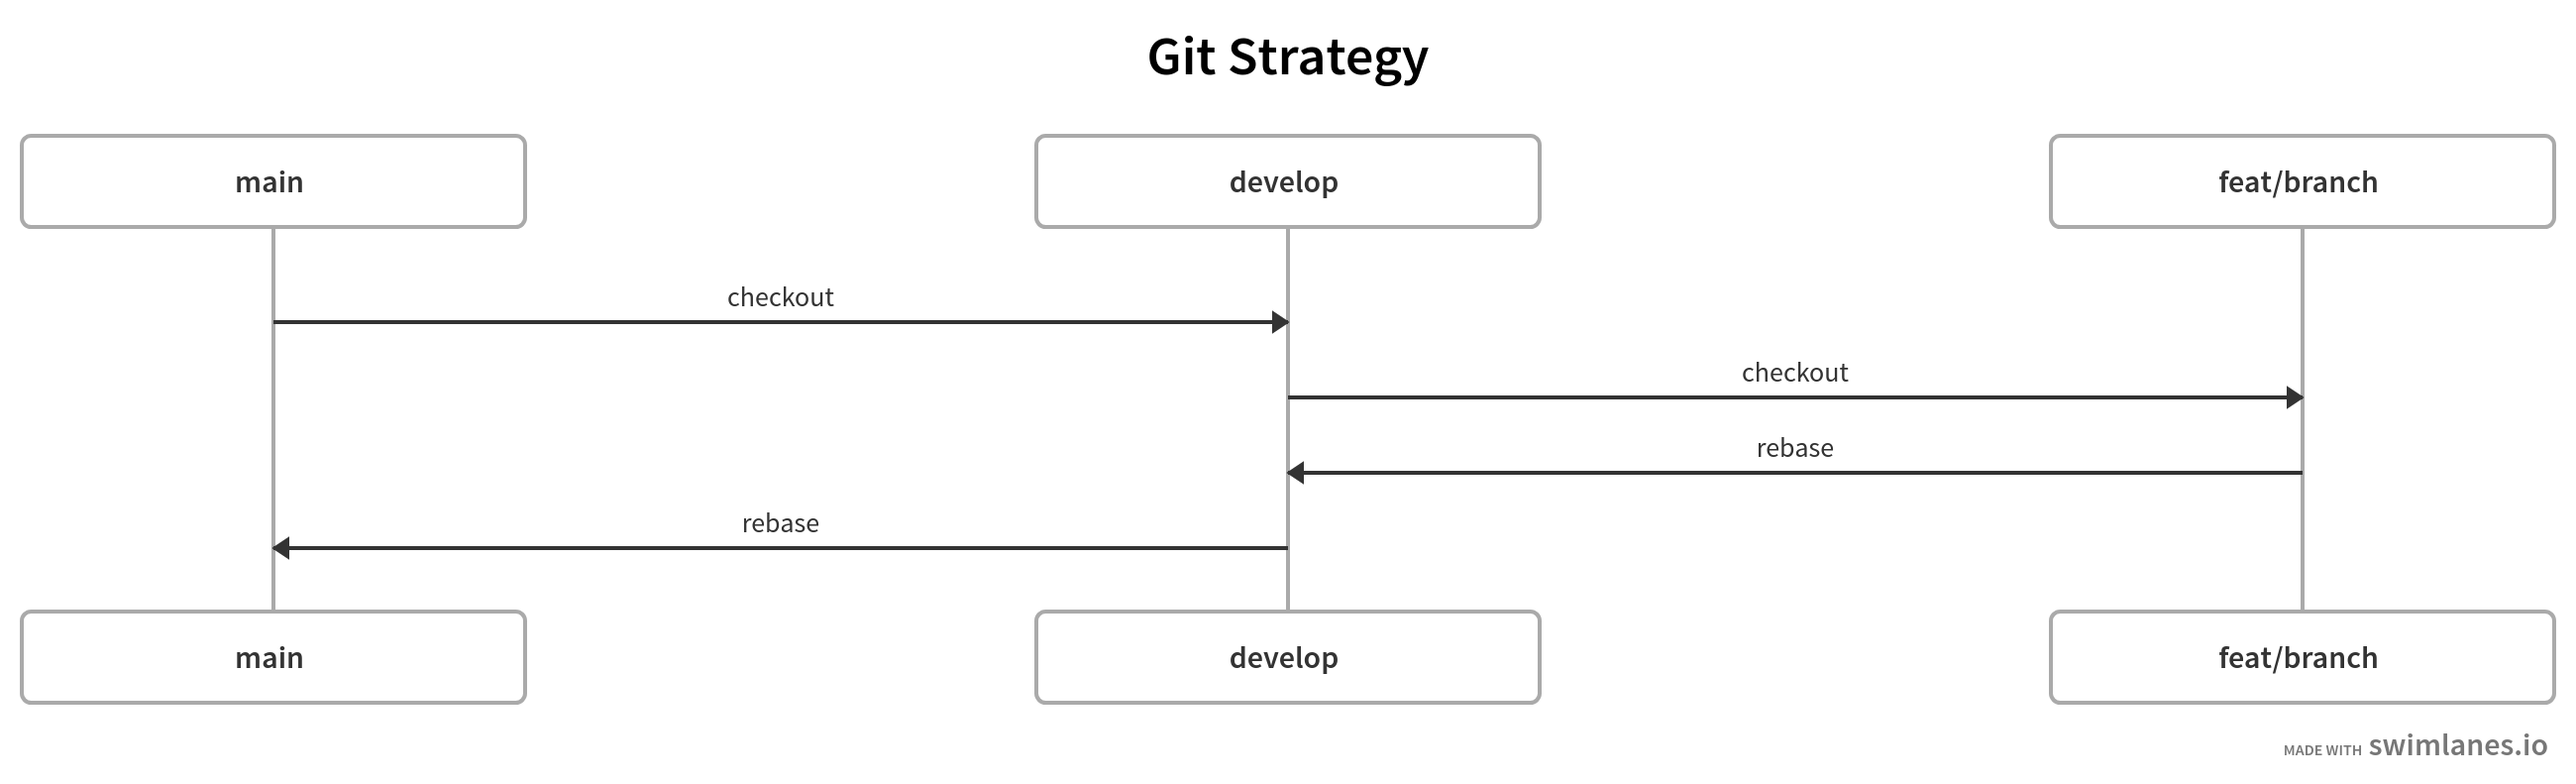 Git Strategy
main
develop
feat/branch
checkout
checkout
rebase
rebase
main
develop
feat/branch
MADE WITH swimlanes.io